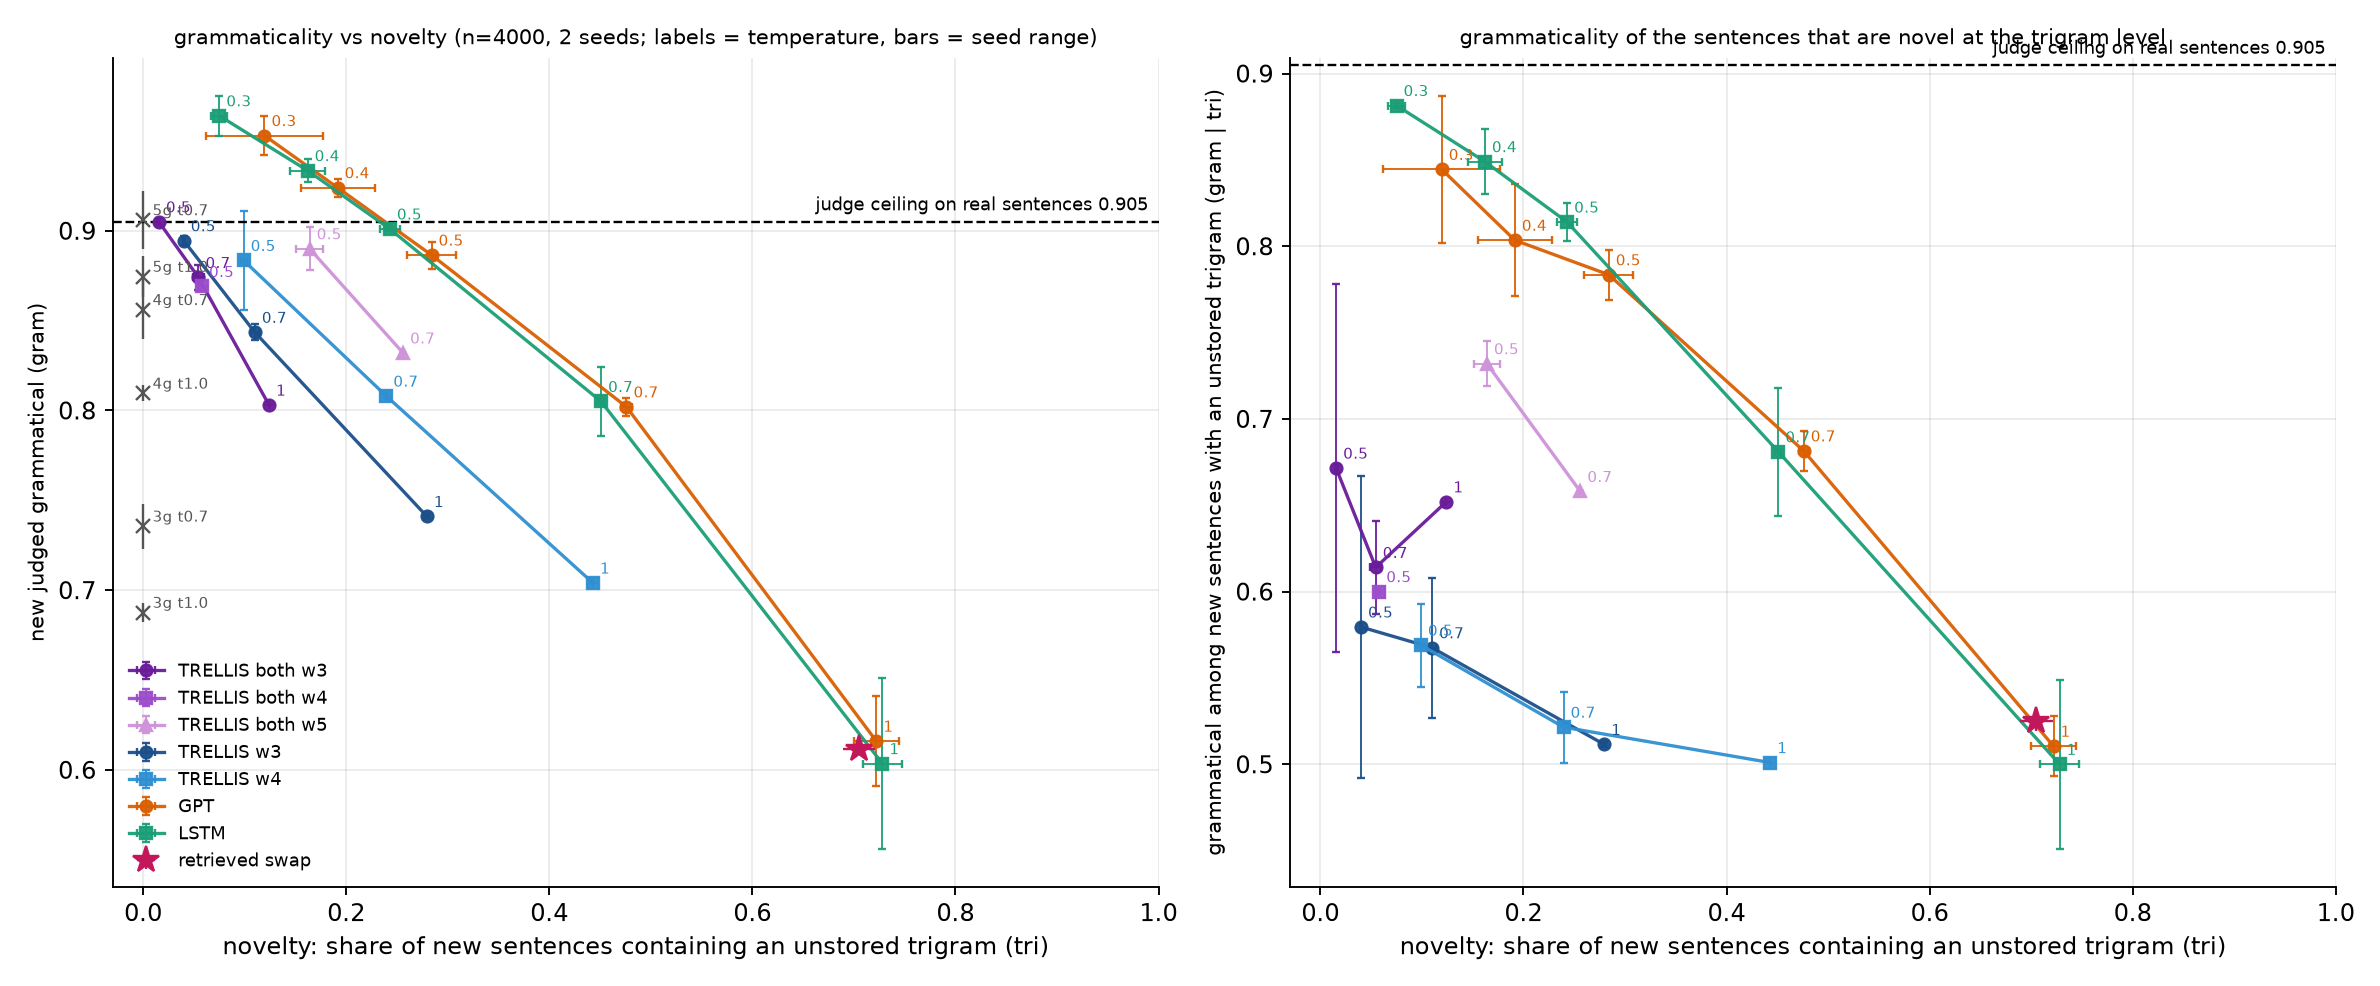 grammaticality vs novelty (n=4000, 2 seeds; labels = temperature, bars = seed range)
new judged grammatical (gram)
0.9
0.8
0.7
0.6
judge ceiling on real sentences 0.905
0.3
0.3
0.4
0.4
0.5
0.5
0.7
0.7
1
1
5g t0.7
0.5
0.5
0.5
0.5
5g t1.0
0.7
0.5
4g t0.7
0.7
0.7
0.7
4g t1.0
1
3g t0.7
1
3g t1.0
1
TRELLIS both w3
TRELLIS both w4
TRELLIS both w5
TRELLIS w3
TRELLIS w4
GPT
LSTM
retrieved swap
0.0
0.2
0.4
0.6
0.8
1.0
novelty: share of new sentences containing an unstored trigram (tri)
grammaticality of the sentences that are novel at the trigram level
judge ceiling on real sentences 0.905
grammatical among new sentences with an unstored trigram (gram | tri)
0.9
0.8
0.7
0.6
0.5
0.3
0.3
0.4
0.4
0.5
0.5
0.7
0.7
1
1
0.5
0.7
0.5
0.7
1
0.5
0.5
0.5
0.7
0.7
1
1
0.0
0.2
0.4
0.6
0.8
1.0
novelty: share of new sentences containing an unstored trigram (tri)